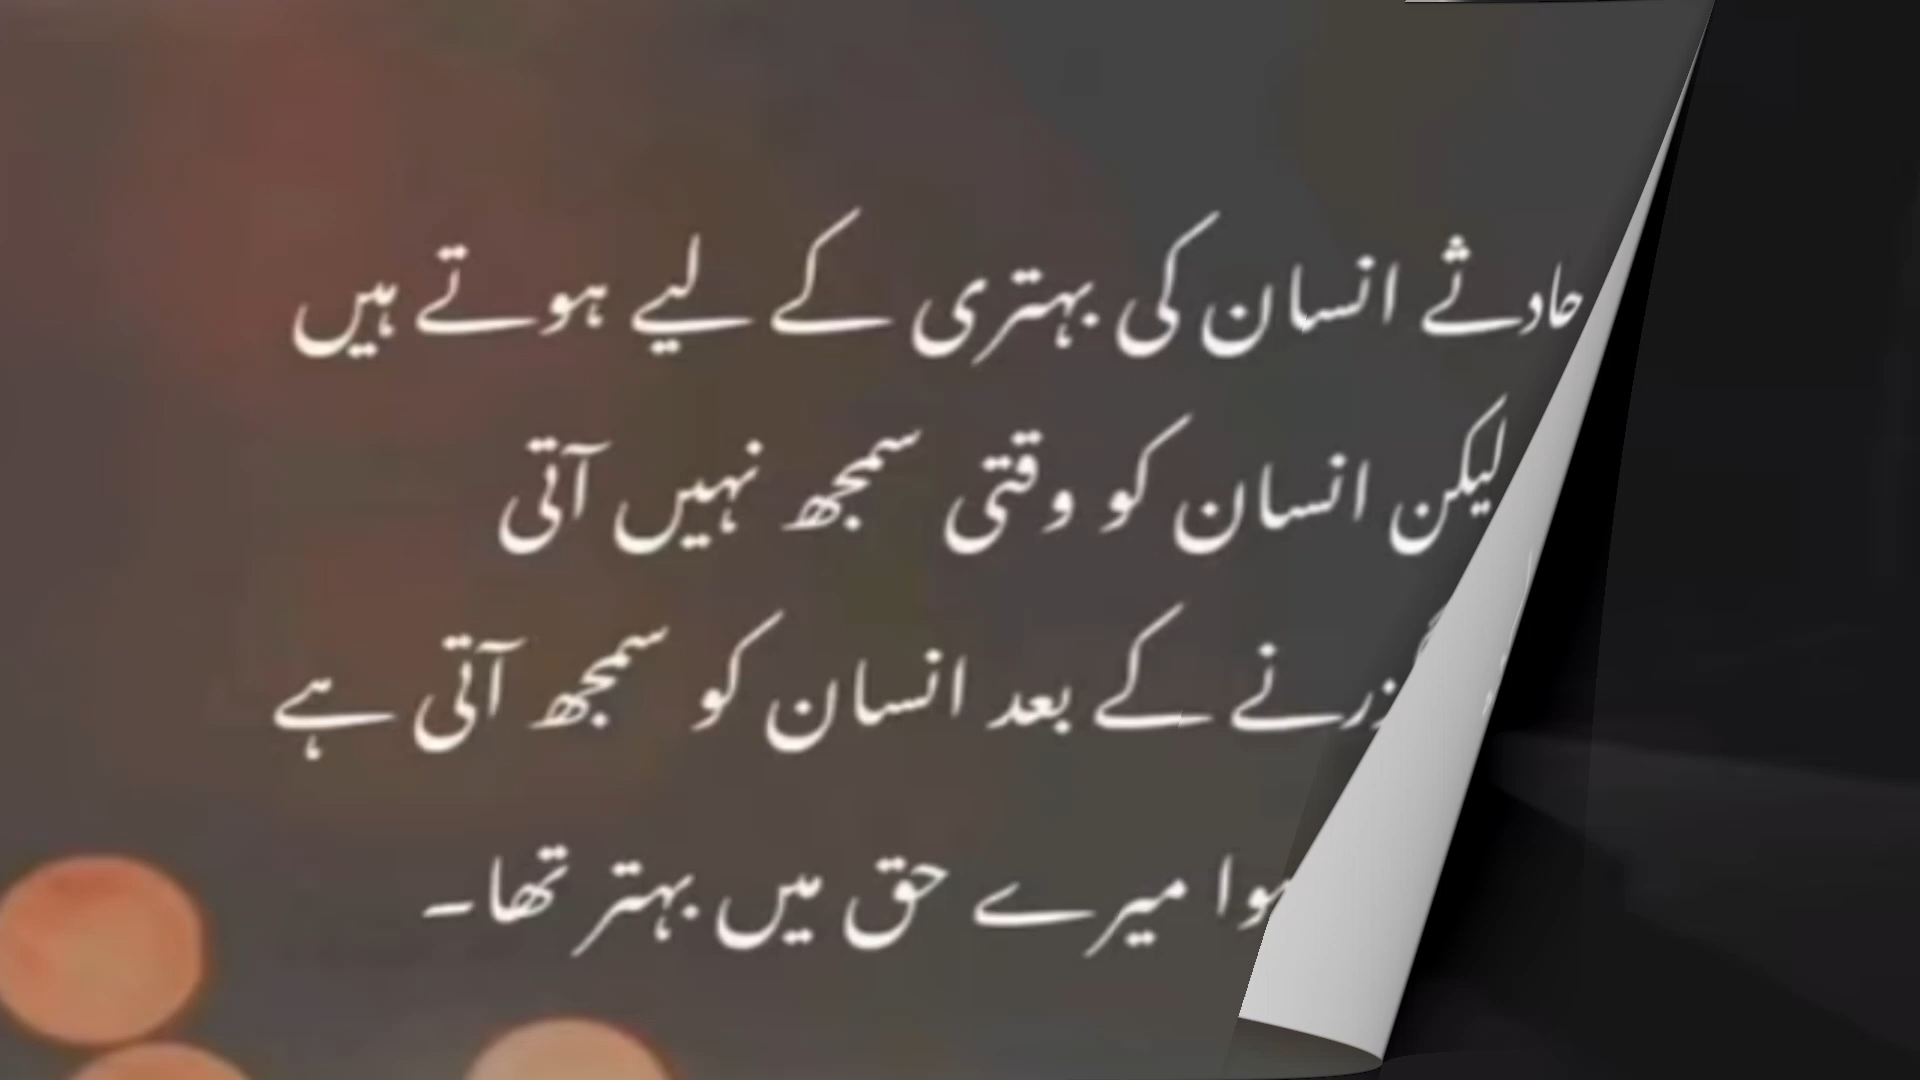 حادثے انسان کی بہتری کے لیے ہوتے ہیں
لیکن انسان کو وقتی سمجھ نہیں آتی
کے بعد انسان کو سمجھ آتی ہے
میرے حق میں بہتر تھا۔